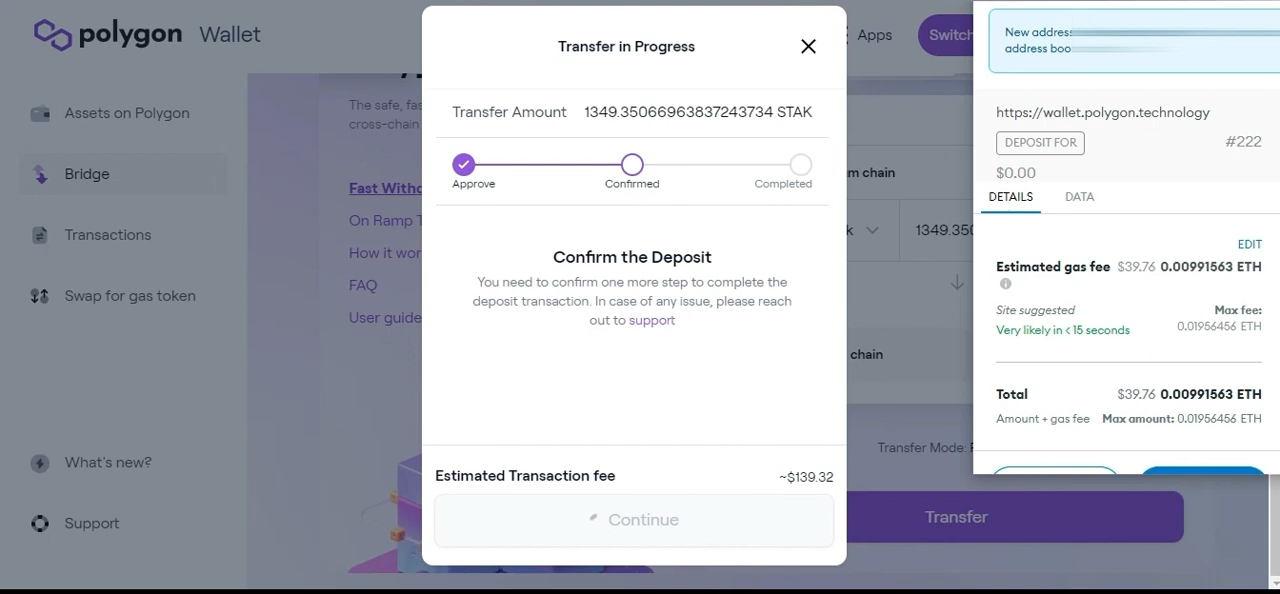 polygon Wallet
Apps
Switch
Assets on Polygon
Bridge
Transactions
Swap for gas token
What's new?
Support
The safe, fas
cross-chain
Fast Withd
On Ramp T
How it wor
FAQ
User guide
Transfer in Progress
Transfer Amount 1349.35066963837243734 STAK
Approve
Confirmed
Completed
Confirm the Deposit
You need to confirm one more step to complete the
deposit transaction. In case of any issue, please reach
out to support
Estimated Transaction fee ~$139.32
Continue
m chain
k 1349.350
chain
Transfer Mode:
Transfer
New address
address boo
https://wallet.polygon.technology
DEPOSIT FOR
#222
$0.00
DETAILS
DATA
EDIT
Estimated gas fee $39.76 0.00991563 ETH
Site suggested
Max fee:
Very likely in < 15 seconds
0.01956456 ETH
Total $39.76 0.00991563 ETH
Amount + gas fee Max amount: 0.01956456 ETH